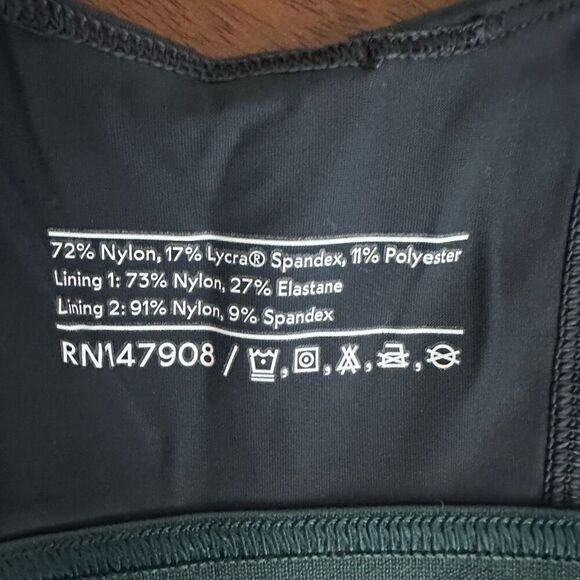 72% Nylon, 17% Lycra® Spandex, 11% Polyester
Lining 1: 73% Nylon, 27% Elastane
Lining 2: 91% Nylon, 9% Spandex
RN147908 /